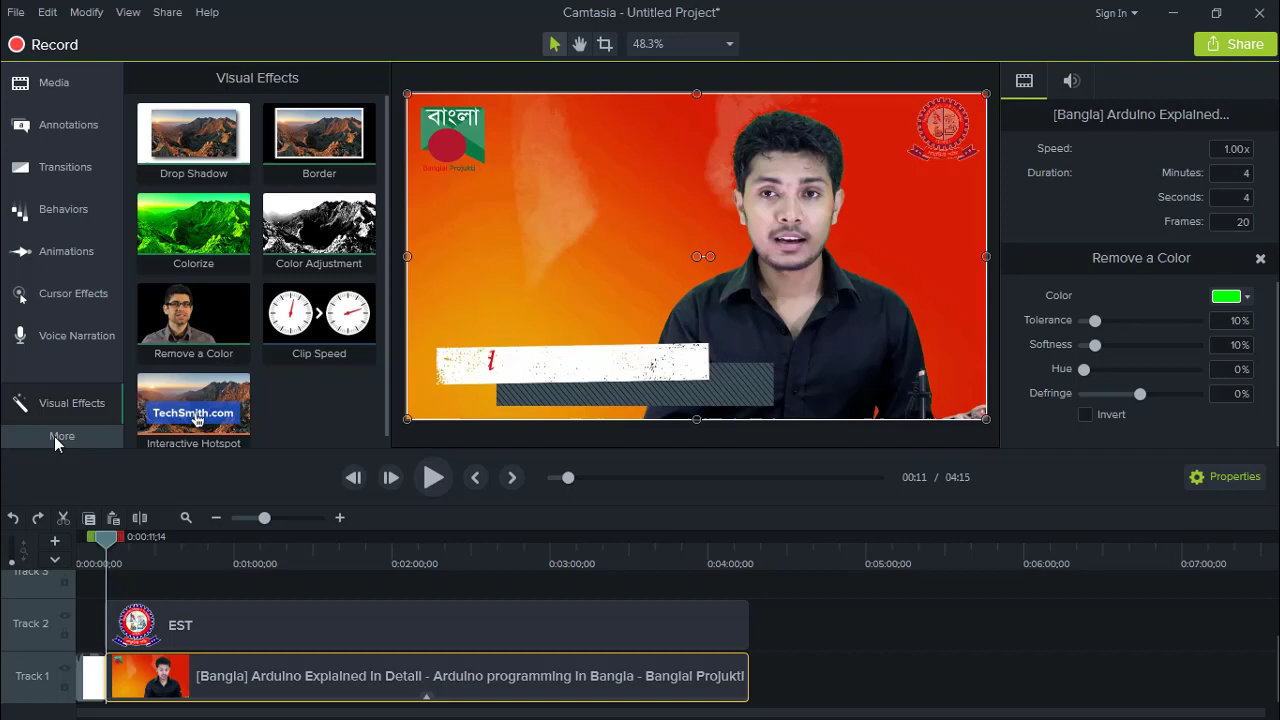 File Edit Modify View Share Help
Camtasia - Untitled Project*
Sign In
Record
48.3%
Share
Media
Annotations
Transitions
Behaviors
Animations
Cursor Effects
Voice Narration
Visual Effects
More
Visual Effects
Drop Shadow
Border
Colorize
Color Adjustment
Remove a Color
Clip Speed
TechSmith.com
Interactive Hotspot
বাংলা
Banglai Projukti
[Bangla] Arduino Explained...
Speed: 1.00x
Duration: Minutes: 4
Seconds: 4
Frames: 20
Remove a Color
Color
Tolerance 10%
Softness 10%
Hue 0%
Defringe 0%
Invert
00:11 / 04:15
Properties
0:00:11;14
0:00:00;00 0:01:00;00 0:02:00;00 0:03:00;00 0:04:00;00 0:05:00;00 0:06:00;00 0:07:00;00
Track 3
Track 2
EST
Track 1
[Bangla] Arduino Explained In Detail - Arduino programming In Bangla - Banglai Projukti